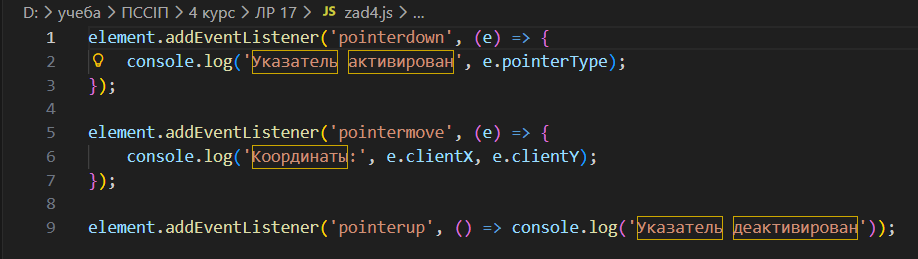 D: > учеба > ПССІП > 4 курс > ЛР 17 > JS zad4.js > ...
1 element.addEventListener('pointerdown', (e) => {
2 console.log('Указатель активирован', e.pointerType);
3 });
4
5 element.addEventListener('pointermove', (e) => {
6 console.log('Координаты:', e.clientX, e.clientY);
7 });
8
9 element.addEventListener('pointerup', () => console.log('Указатель деактивирован'));